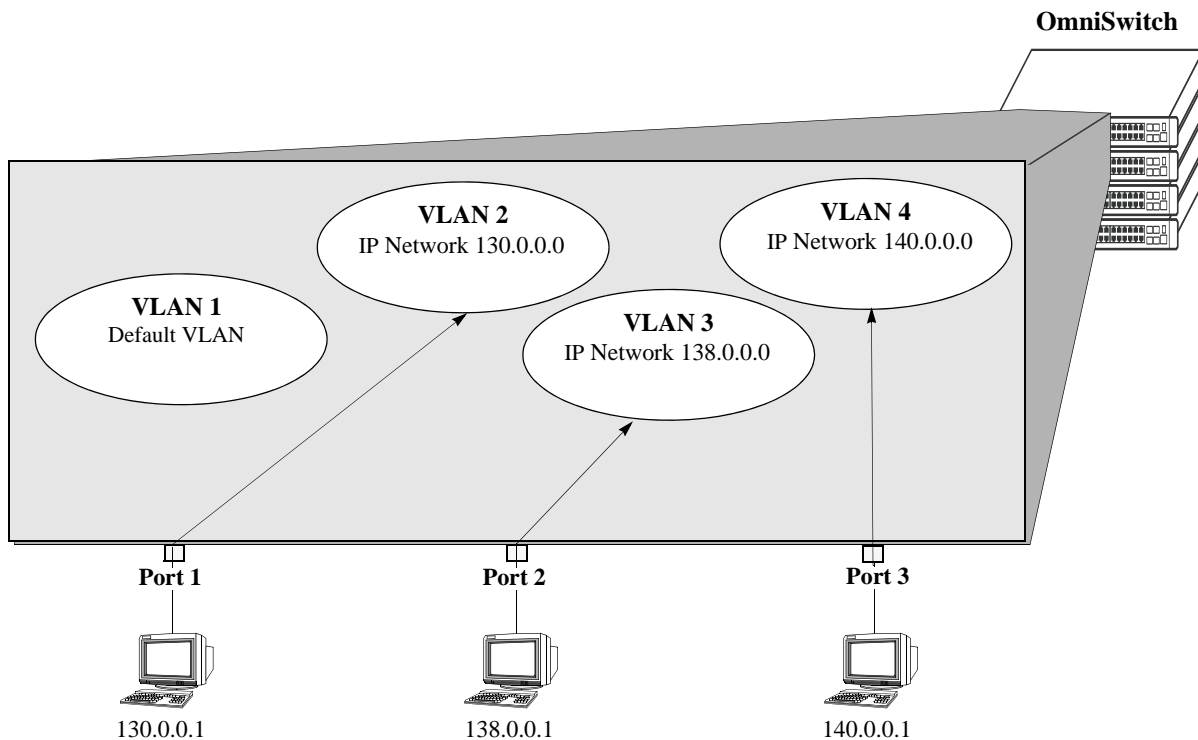 OmniSwitch
VLAN 2
IP Network 130.0.0.0
VLAN 4
IP Network 140.0.0.0
VLAN 1
Default VLAN
VLAN 3
IP Network 138.0.0.0
Port 1
Port 2
Port 3
130.0.0.1
138.0.0.1
140.0.0.1